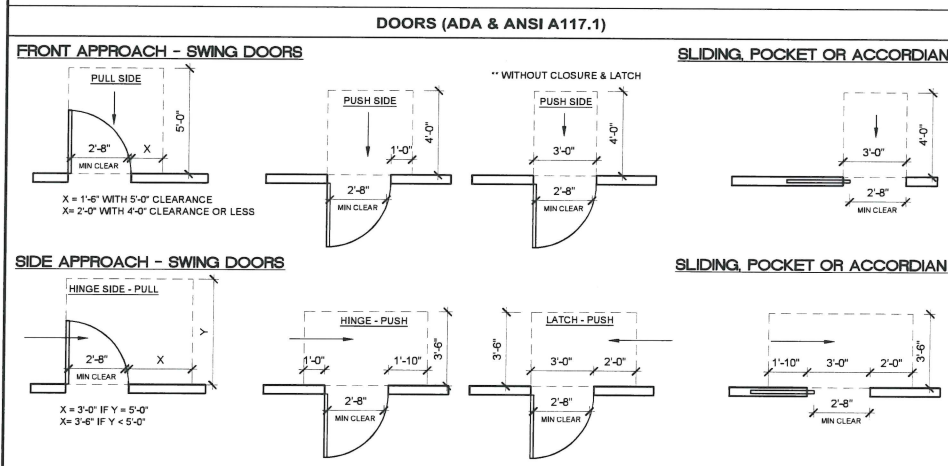 DOORS (ADA & ANSI A117.1)
FRONT APPROACH - SWING DOORS
SLIDING, POCKET OR ACCORDIAN
PULL SIDE
5'-0"
2'-8"
X
MIN CLEAR
X = 1'-6" WITH 5'-0" CLEARANCE
X= 2'-0" WITH 4'-0" CLEARANCE OR LESS
PUSH SIDE
4'-0"
1'-0"
2'-8"
MIN CLEAR
** WITHOUT CLOSURE & LATCH
PUSH SIDE
4'-0"
3'-0"
2'-8"
MIN CLEAR
4'-0"
3'-0"
2'-8"
MIN CLEAR
SIDE APPROACH - SWING DOORS
SLIDING, POCKET OR ACCORDIAN
HINGE SIDE - PULL
Y
2'-8"
X
MIN CLEAR
X = 3'-0" IF Y = 5'-0"
X= 3'-6" IF Y < 5'-0"
HINGE - PUSH
3'-6"
1'-0"
1'-10"
2'-8"
MIN CLEAR
LATCH - PUSH
3'-6"
3'-0"
2'-0"
2'-8"
MIN CLEAR
3'-6"
1'-10"
3'-0"
2'-0"
2'-8"
MIN CLEAR